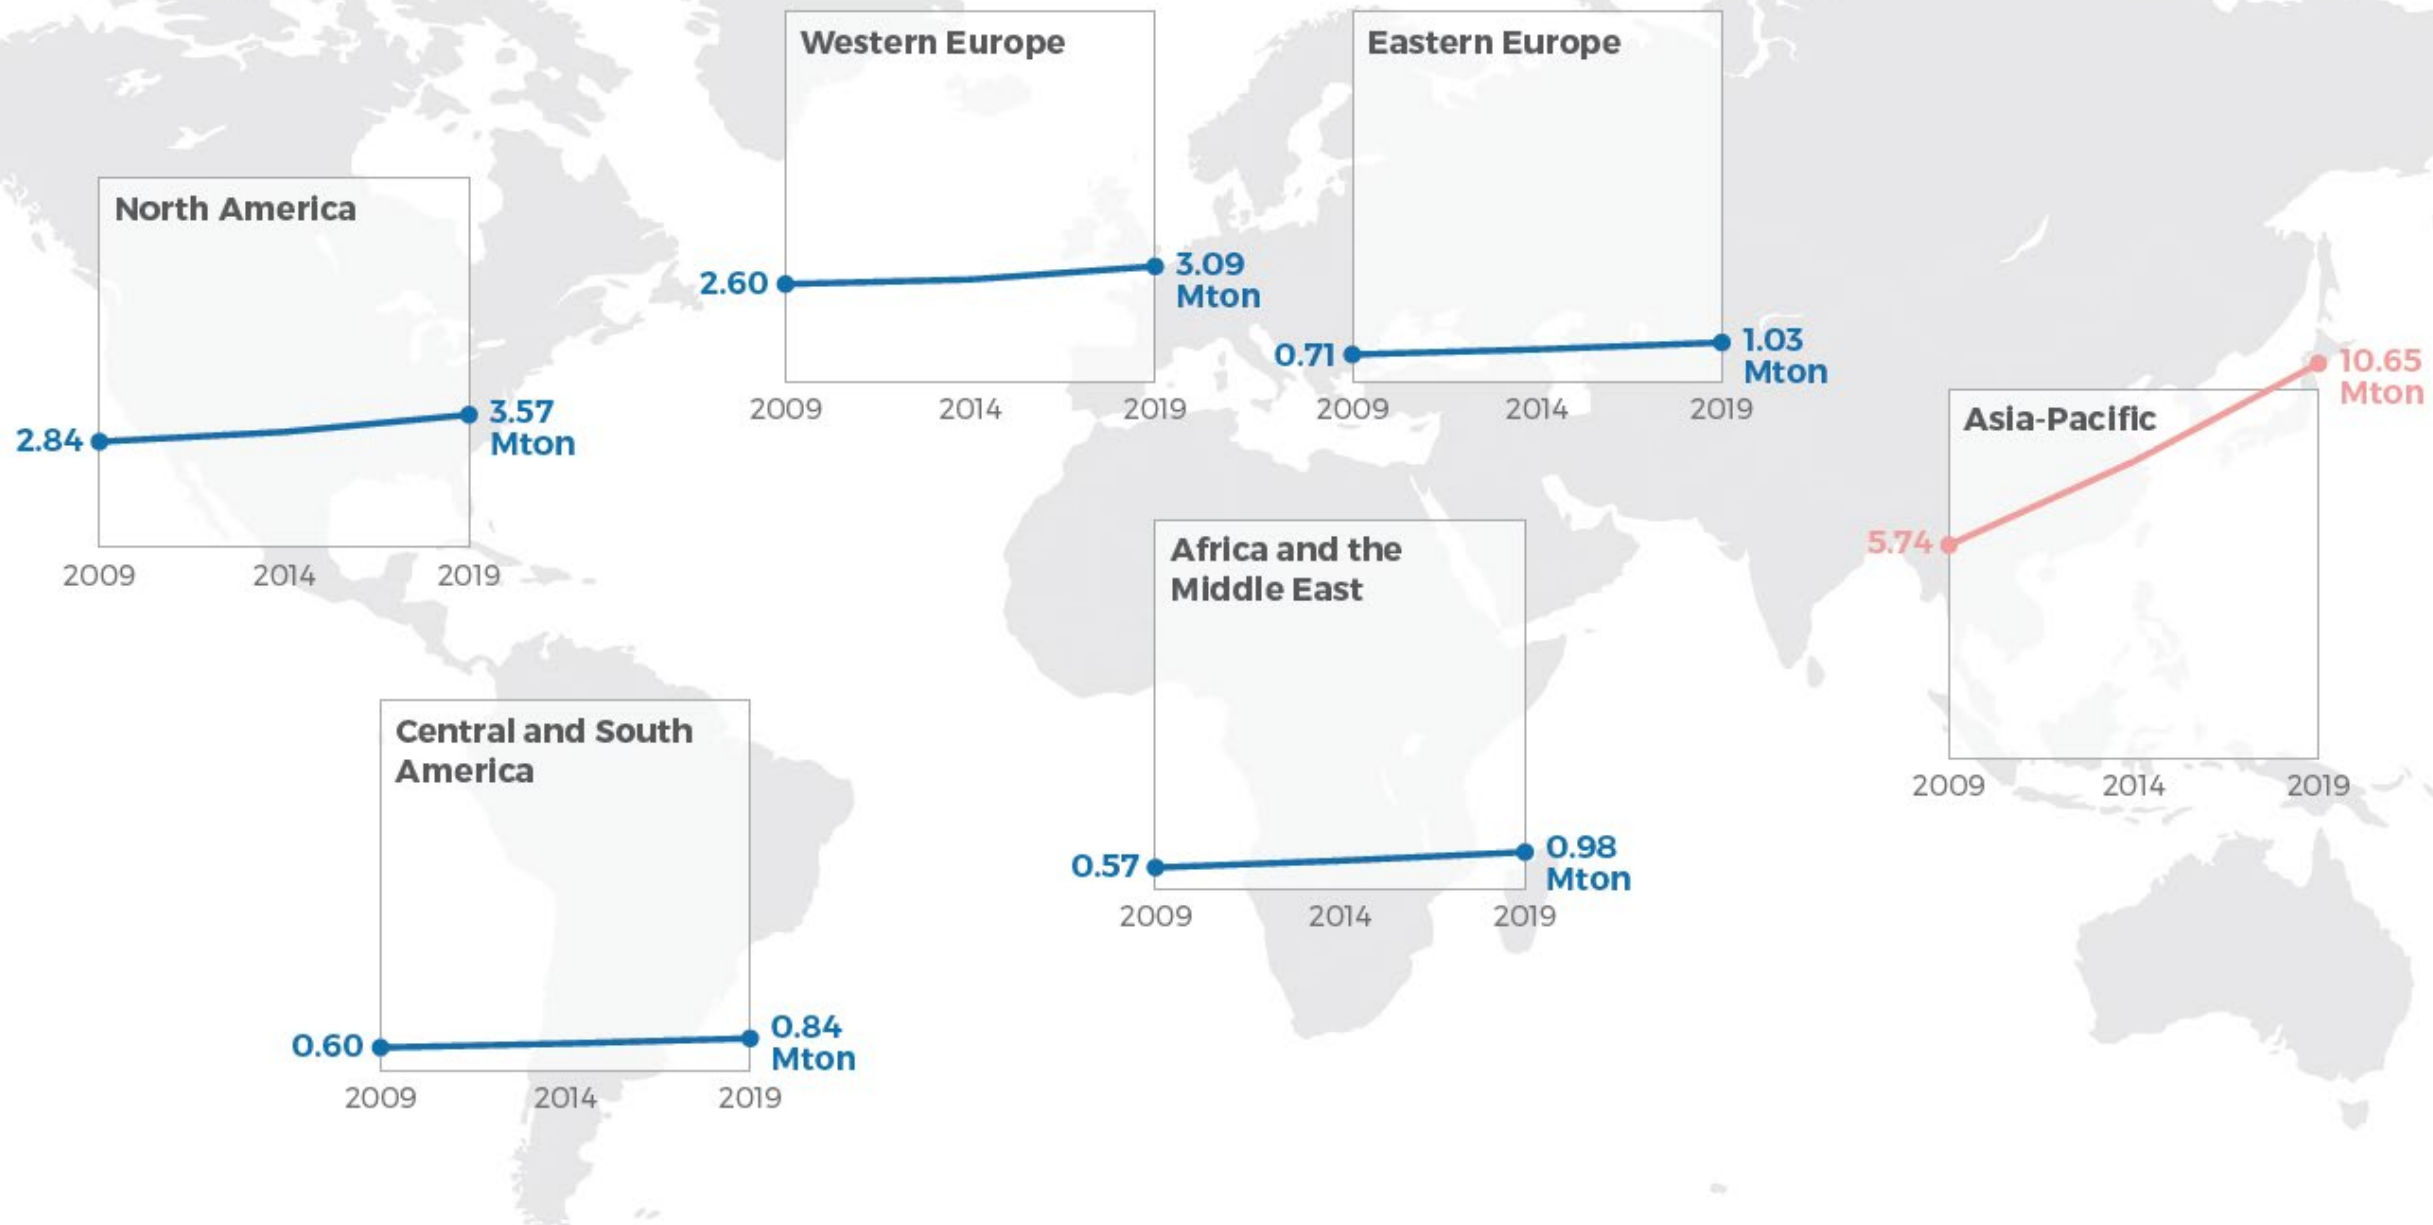 Western Europe
2.60
3.09
Mton
2009 2014 2019
Eastern Europe
0.71
1.03
Mton
2009 2014 2019
North America
2.84
3.57
Mton
2009 2014 2019
Asia-Pacific
5.74
10.65
Mton
2009 2014 2019
Africa and the
Middle East
0.57
0.98
Mton
2009 2014 2019
Central and South
America
0.60
0.84
Mton
2009 2014 2019